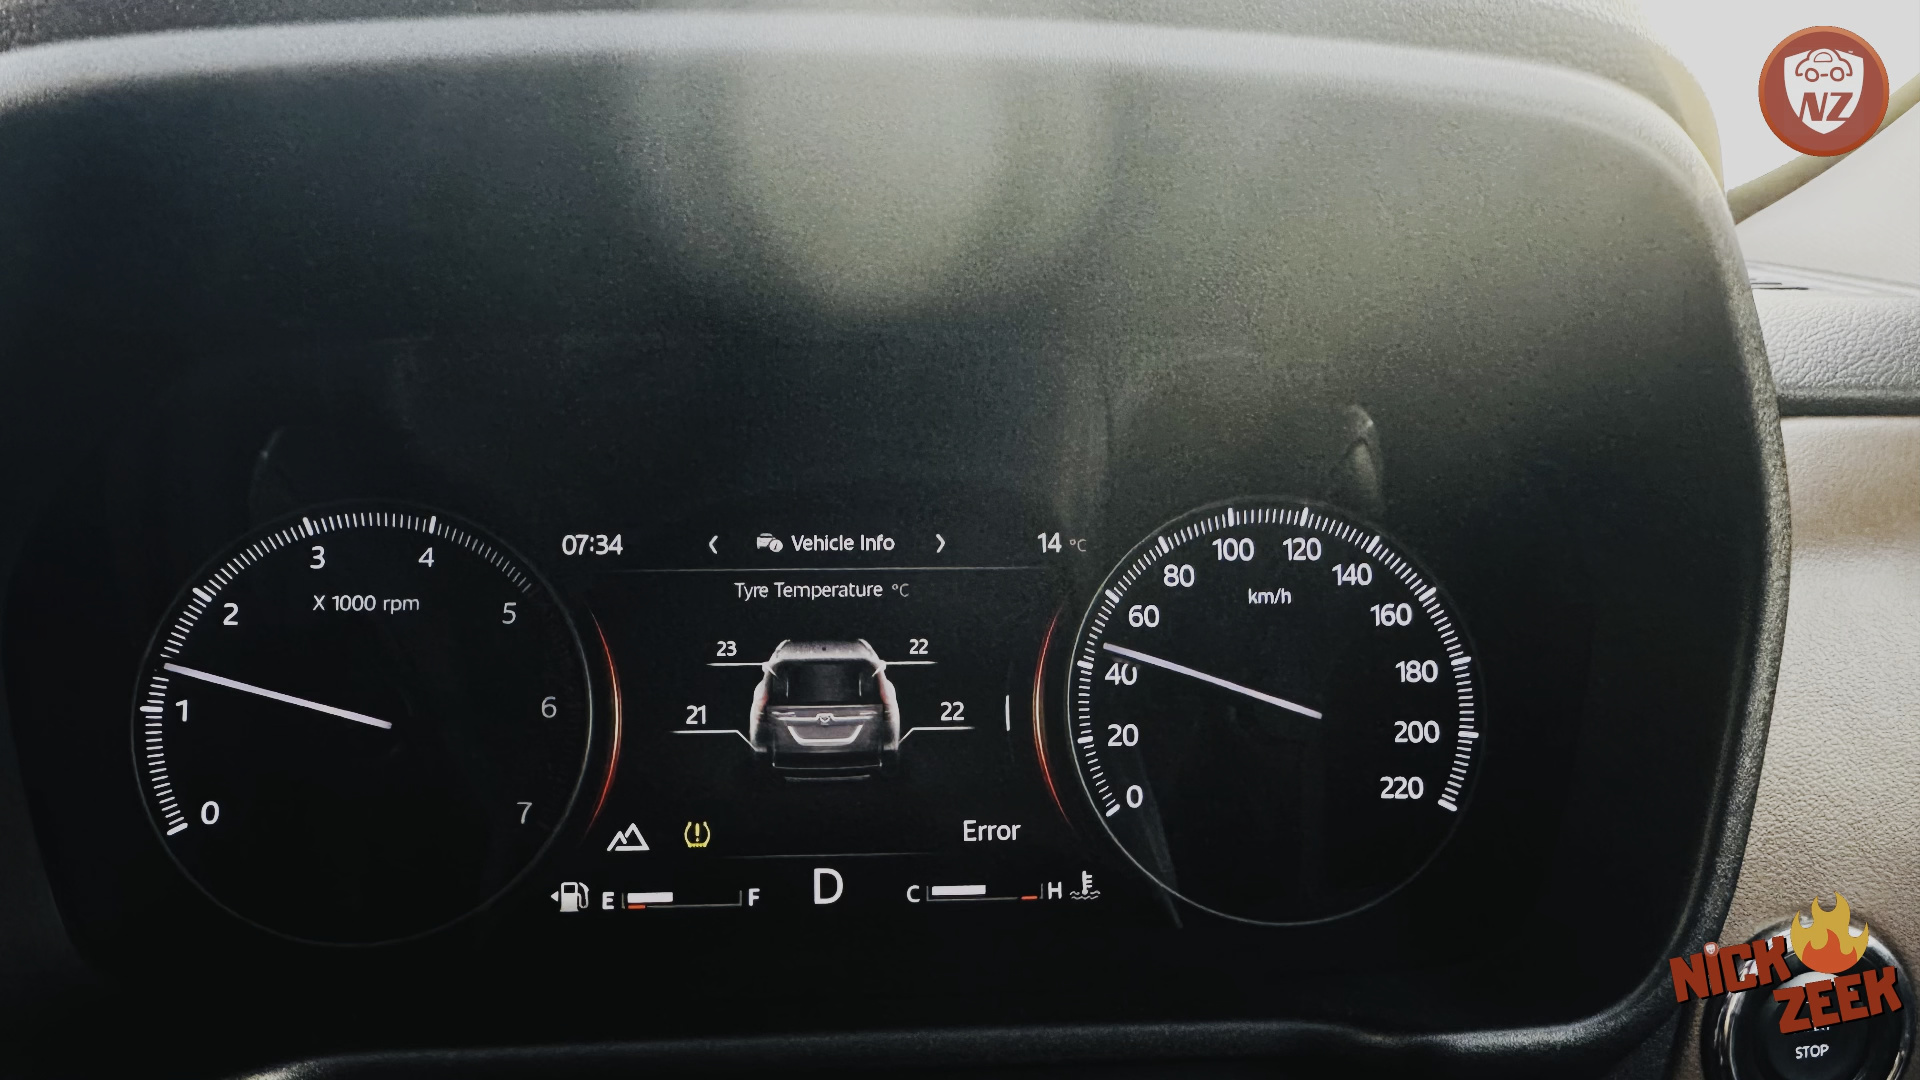 NZ
07:34
Vehicle Info
14 °C
Tyre Temperature °C
23
22
21
22
Error
E
F
D
C
H
0
1
2
3
4
5
6
7
X 1000 rpm
0
20
40
60
80
100
120
140
160
180
200
220
km/h
NICK
ZEEK
STOP